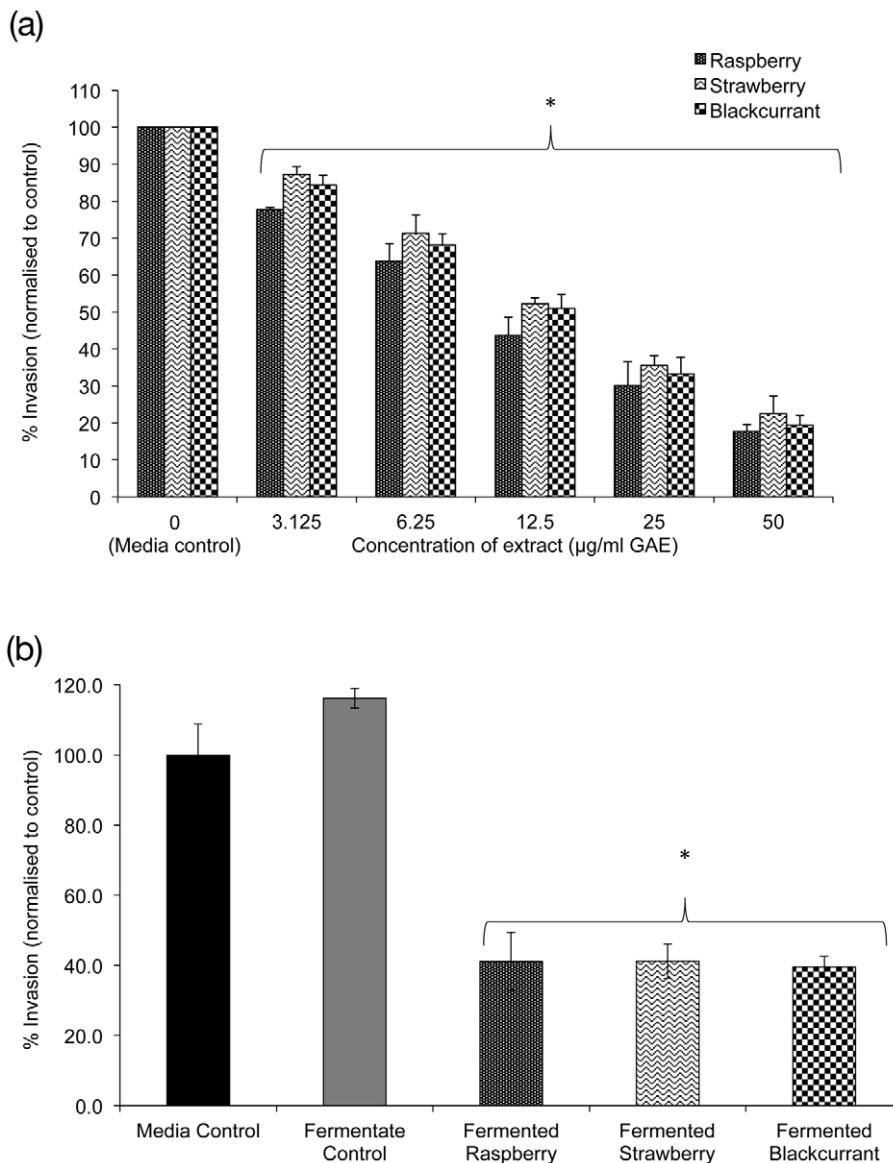 (a)
Raspberry
Strawberry
Blackcurrant
*
110
100
90
80
70
60
50
40
30
20
10
0
% Invasion (normalised to control)
0 3.125 6.25 12.5 25 50
(Media control) Concentration of extract (µg/ml GAE)
(b)
120.0
100.0
80.0
60.0
40.0
20.0
0.0
% Invasion (normalised to control)
*
Media Control Fermentate Fermented Fermented Fermented
Control Raspberry Strawberry Blackcurrant